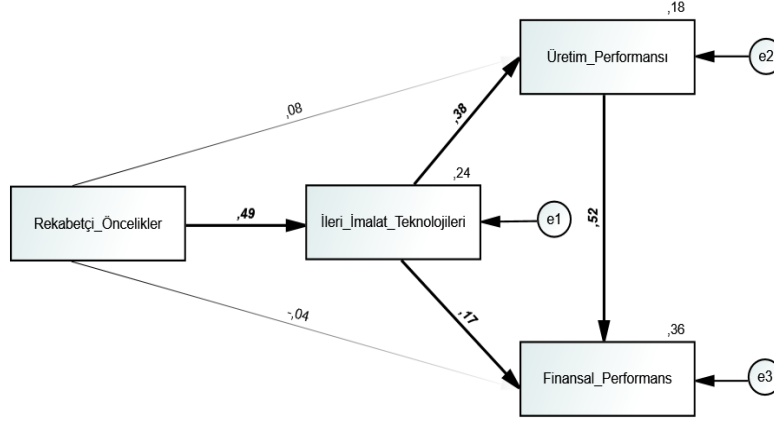 ,18
Üretim_Performansı
e2
,08
,38
,24
Rekabetçi_Öncelikler
,49
İleri_İmalat_Teknolojileri
e1
,52
-,04
,17
,36
Finansal_Performans
e3